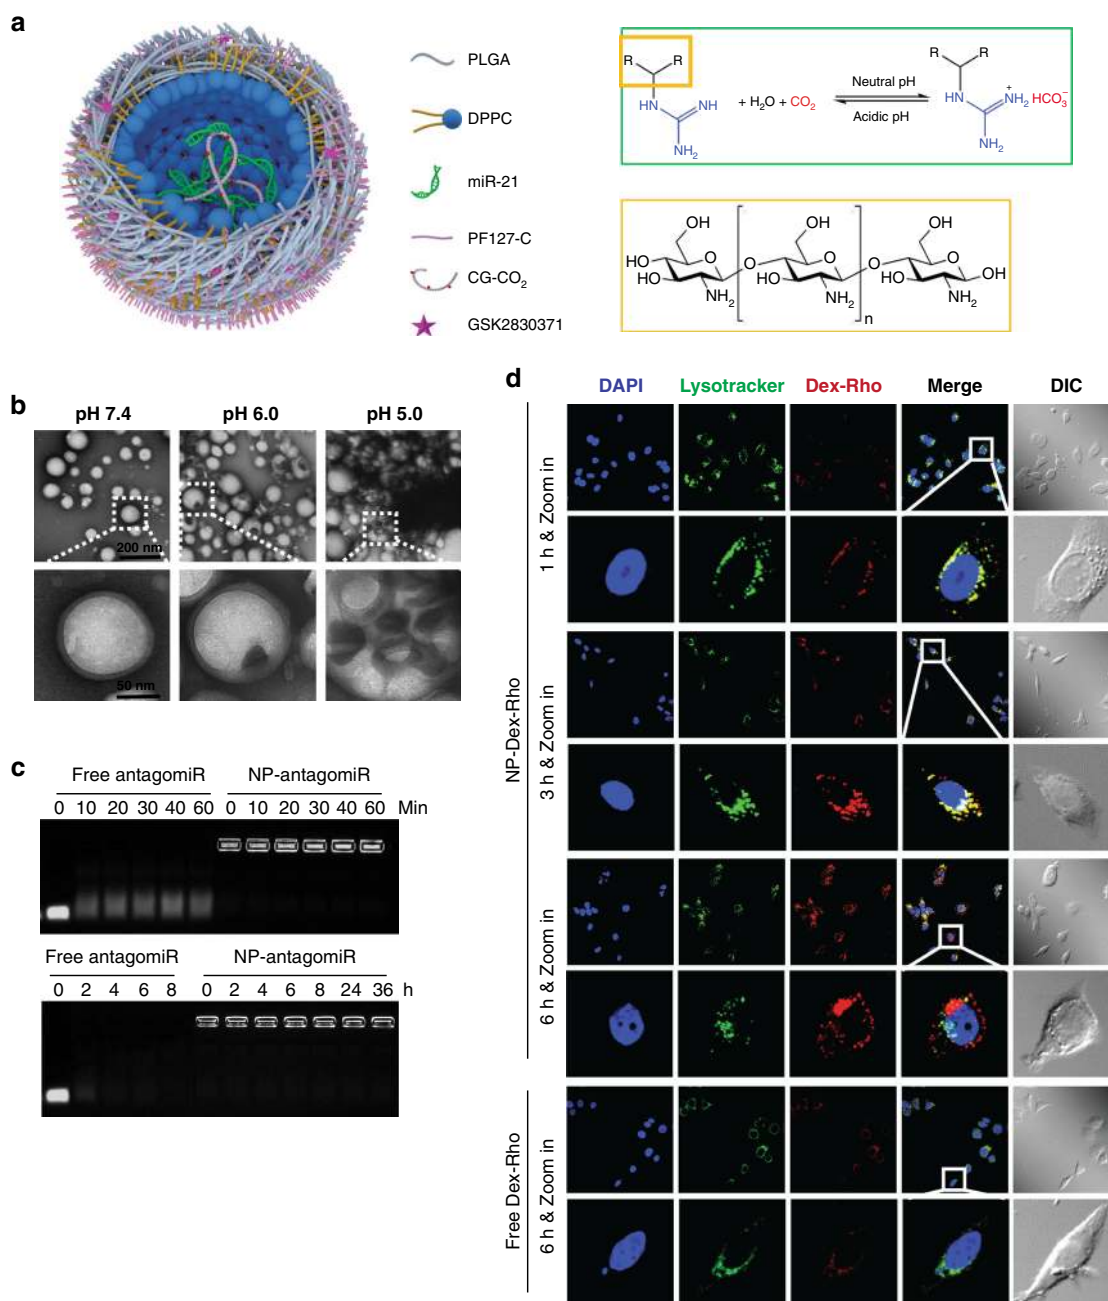 a
PLGA
DPPC
miR-21
PF127-C
CG-CO2
GSK2830371
R R
HN NH
NH2
+ H2O + CO2
Neutral pH
Acidic pH
R R
HN NH2 + HCO3−
NH2
OH OH OH
HO O O O O O
HO HO HO OH
NH2 NH2 NH2
n
b
pH 7.4 pH 6.0 pH 5.0
200 nm
50 nm
c
Free antagomiR NP-antagomiR
0 10 20 30 40 60 0 10 20 30 40 60 Min
Free antagomiR NP-antagomiR
0 2 4 6 8 0 2 4 6 8 24 36 h
d
DAPI Lysotracker Dex-Rho Merge DIC
NP-Dex-Rho
1 h & Zoom in
3 h & Zoom in
6 h & Zoom in
Free Dex-Rho
6 h & Zoom in